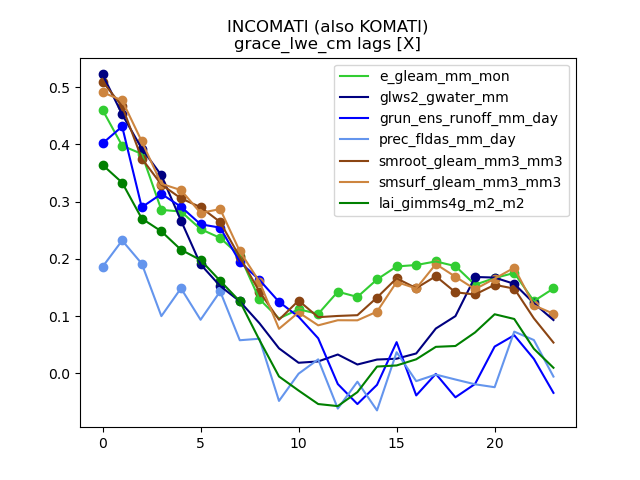 INCOMATI (also KOMATI)
grace_lwe_cm lags [X]
e_gleam_mm_mon
glws2_gwater_mm
grun_ens_runoff_mm_day
prec_fldas_mm_day
smroot_gleam_mm3_mm3
smsurf_gleam_mm3_mm3
lai_gimms4g_m2_m2
0.5
0.4
0.3
0.2
0.1
0.0
0 5 10 15 20